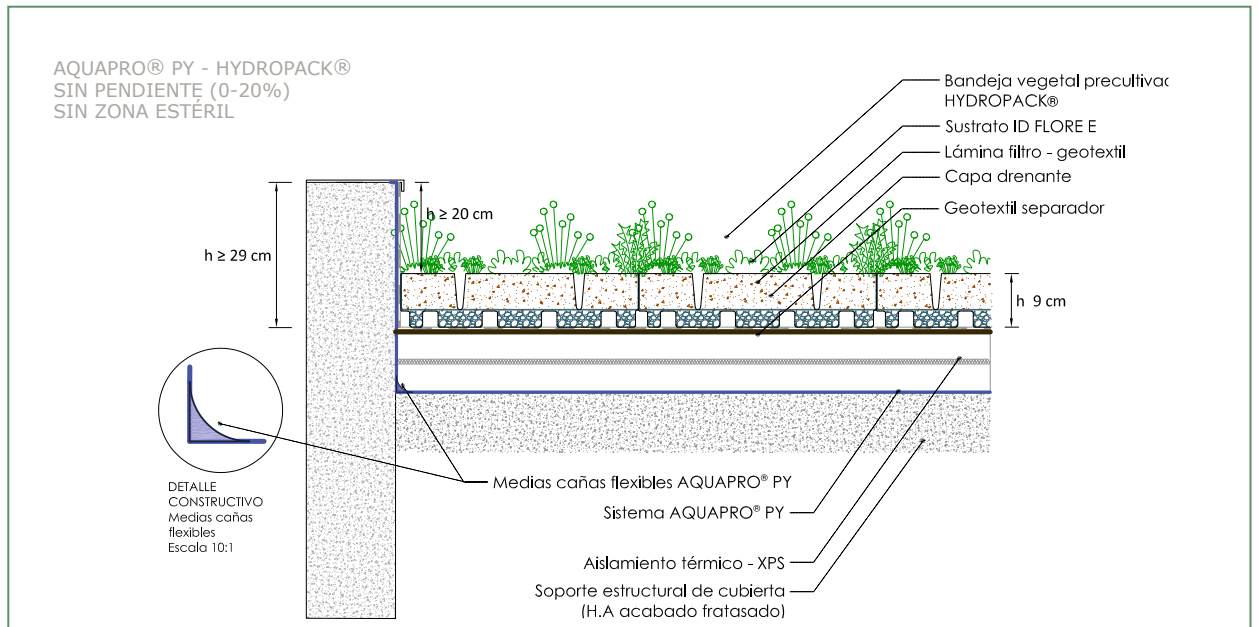 AQUAPRO® PY - HYDROPACK®
SIN PENDIENTE (0-20%)
SIN ZONA ESTÉRIL
Bandeja vegetal precultivac
HYDROPACK®
Sustrato ID FLORE E
Lámina filtro - geotextil
Capa drenante
Geotextil separador
h ≥ 20 cm
h ≥ 29 cm
h 9 cm
DETALLE
CONSTRUCTIVO
Medias cañas
flexibles
Escala 10:1
Medias cañas flexibles AQUAPRO® PY
Sistema AQUAPRO® PY
Aislamiento térmico - XPS
Soporte estructural de cubierta
(H.A acabado fratasado)